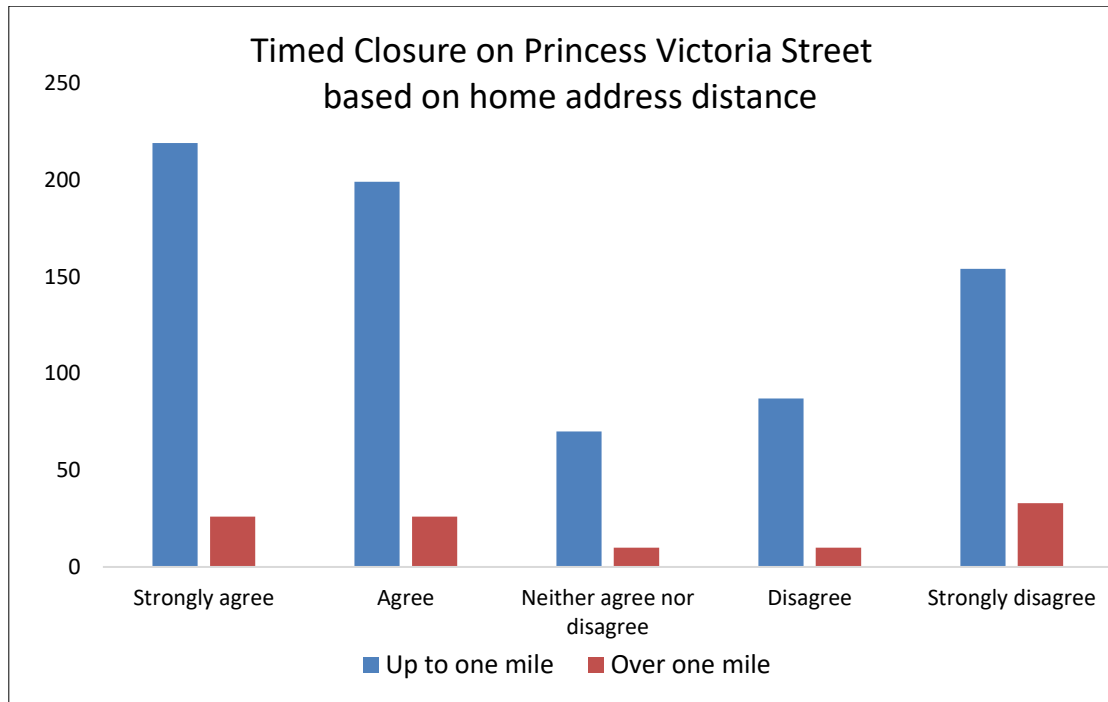 Timed Closure on Princess Victoria Street
based on home address distance
250
200
150
100
50
0
Strongly agree
Agree
Neither agree nor
disagree
Disagree
Strongly disagree
Up to one mile
Over one mile